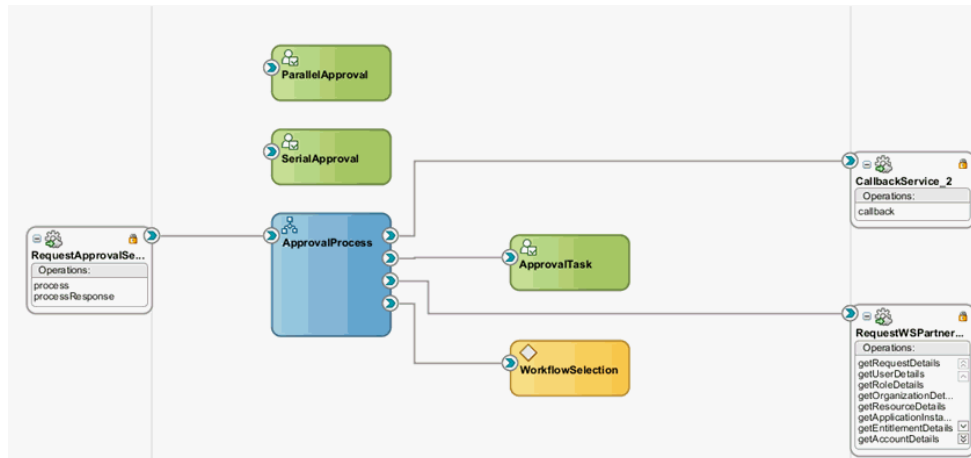 ParallelApproval
SerialApproval
CallbackService_2
Operations:
callback
ApprovalProcess
RequestApprovalSe...
Operations:
process
processResponse
ApprovalTask
RequestWSPartner...
Operations:
getRequestDetails
getUserDetails
getRoleDetails
getOrganizationDet...
getResourceDetails
getApplicationInsta...
getEntitlementDetails
getAccountDetails
WorkflowSelection